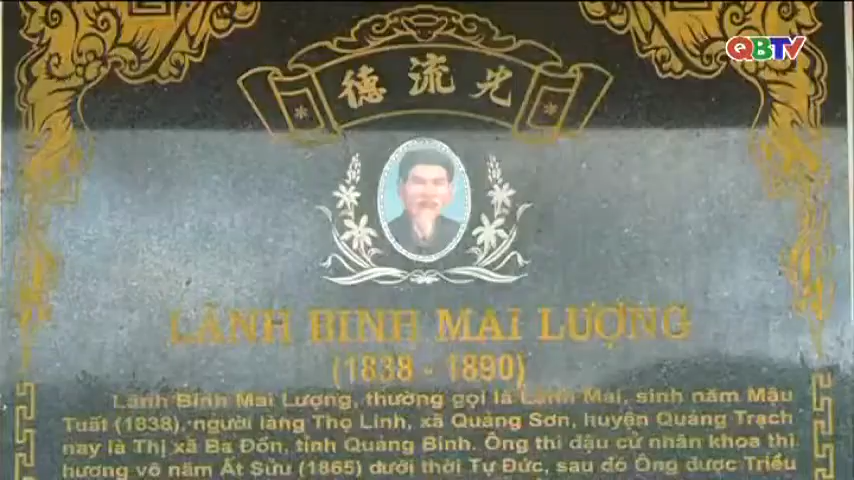 QBTV
德流光
LÃNH BINH MAI LƯỢNG
(1838 - 1890)
Lãnh Binh Mai Lượng, thường gọi là Lãnh Mai, sinh năm Mậu
Tuất (1838), người làng Thọ Linh, xã Quảng Sơn, huyện Quảng Trạch
nay là Thị xã Ba Đồn, tỉnh Quảng Bình. Ông thi đậu cử nhân khoa thi
hương võ năm Ất Sửu (1865) dưới thời Tự Đức, sau đó Ông được Triều